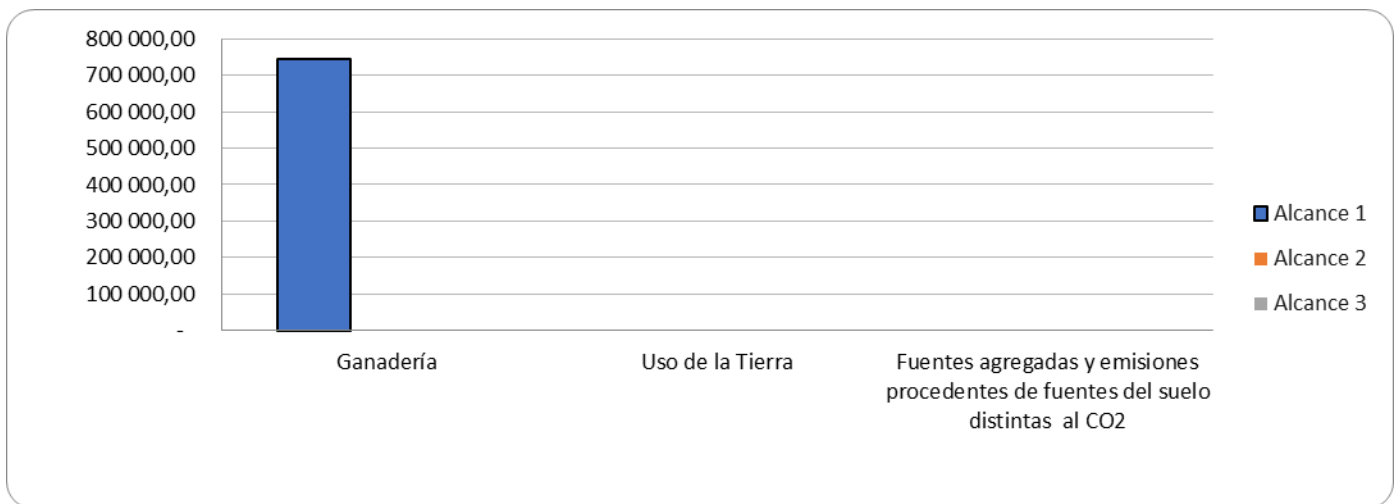 800 000,00
700 000,00
600 000,00
500 000,00
400 000,00
300 000,00
200 000,00
100 000,00
-
Ganadería
Uso de la Tierra
Fuentes agregadas y emisiones
procedentes de fuentes del suelo
distintas al CO2
Alcance 1
Alcance 2
Alcance 3